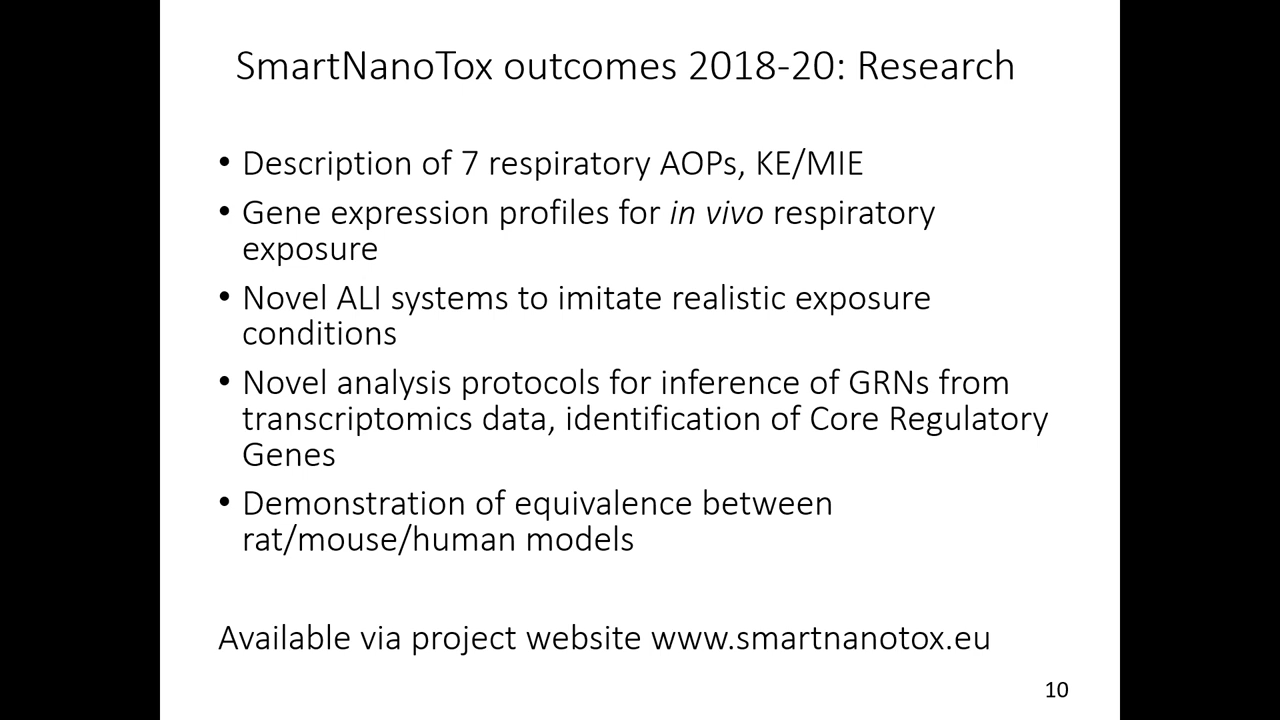 SmartNanoTox outcomes 2018-20: Research
• Description of 7 respiratory AOPs, KE/MIE
• Gene expression profiles for in vivo respiratory
exposure
• Novel ALI systems to imitate realistic exposure
conditions
• Novel analysis protocols for inference of GRNs from
transcriptomics data, identification of Core Regulatory
Genes
• Demonstration of equivalence between
rat/mouse/human models
Available via project website www.smartnanotox.eu
10